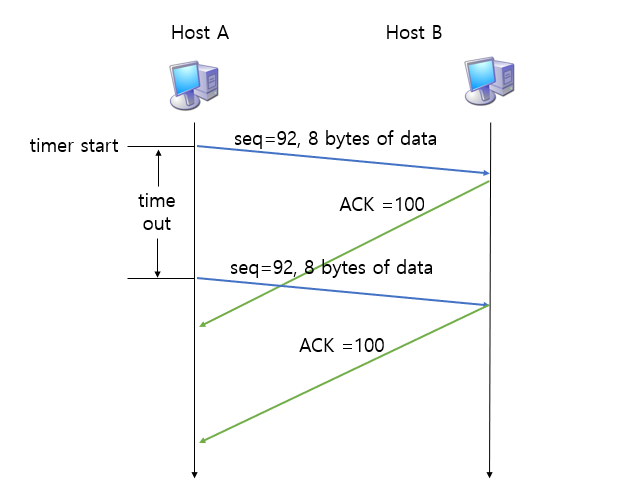 Host A
Host B
timer start
seq=92, 8 bytes of data
time
out
ACK =100
seq=92, 8 bytes of data
ACK =100